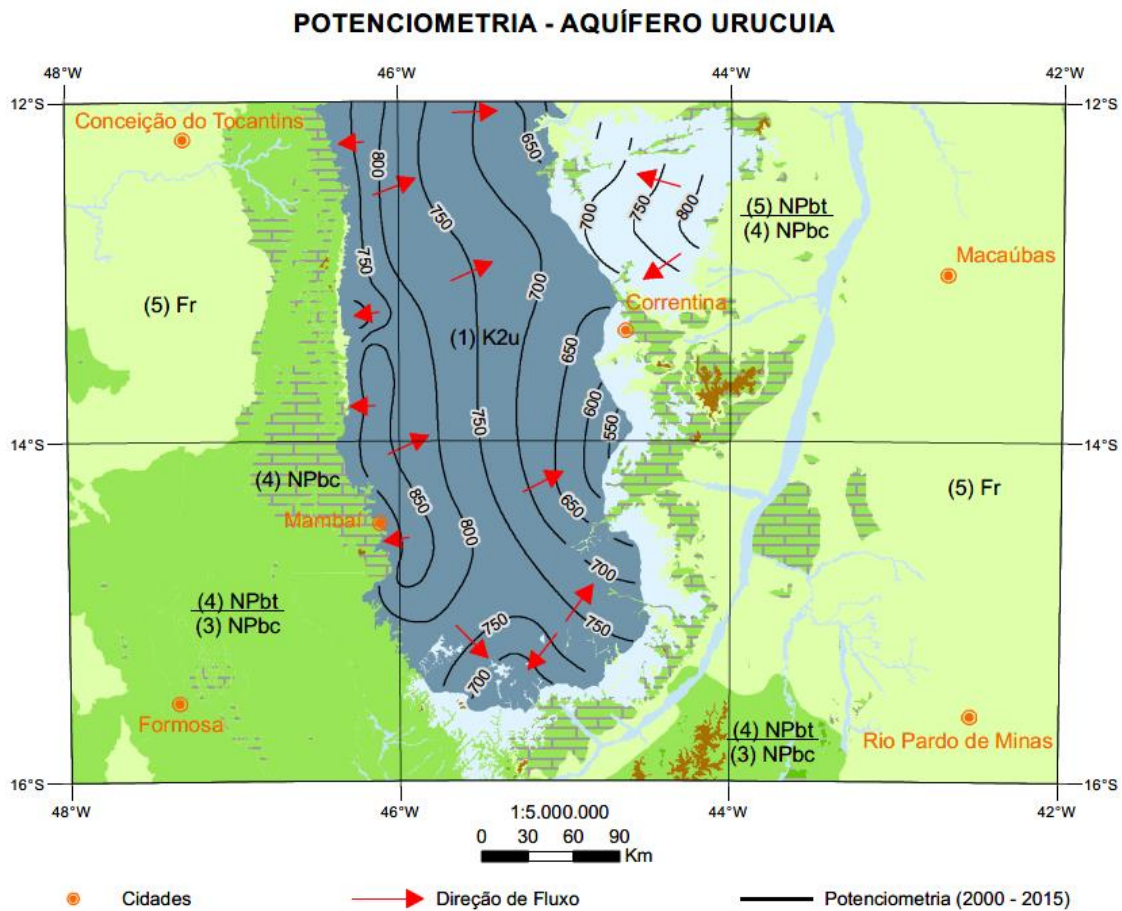 POTENCIOMETRIA - AQUÍFERO URUCUIA
48°W
46°W
44°W
42°W
12°S
12°S
Conceição do Tocantins
800
650
750
700
750
800
(5) NPbt
(4) NPbc
750
700
Macaúbas
(5) Fr
Correntina
(1) K2u
650
600
550
750
14°S
14°S
(4) NPbc
850
650
(5) Fr
Mambaí
800
700
(4) NPbt
(3) NPbc
750
750
700
Formosa
(4) NPbt
(3) NPbc
Rio Pardo de Minas
16°S
16°S
48°W
46°W
44°W
42°W
1:5.000.000
0 30 60 90
Km
Cidades
Direção de Fluxo
Potenciometria (2000 - 2015)